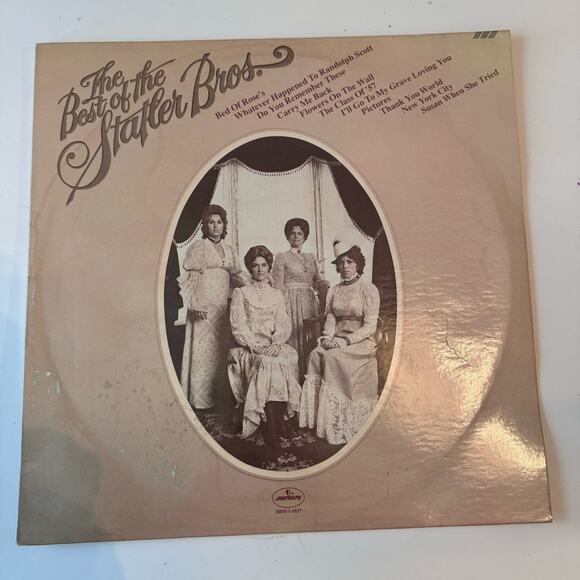 The
Best of the
Statler Bros.
Bed Of Rose's
Whatever Happened To Randolph Scott
Do You Remember These
Carry Me Back
Flowers On The Wall
The Class Of '57
I'll Go To My Grave Loving You
Pictures
Thank You World
New York City
Susan When She Tried
mercury
SRM-1-1037